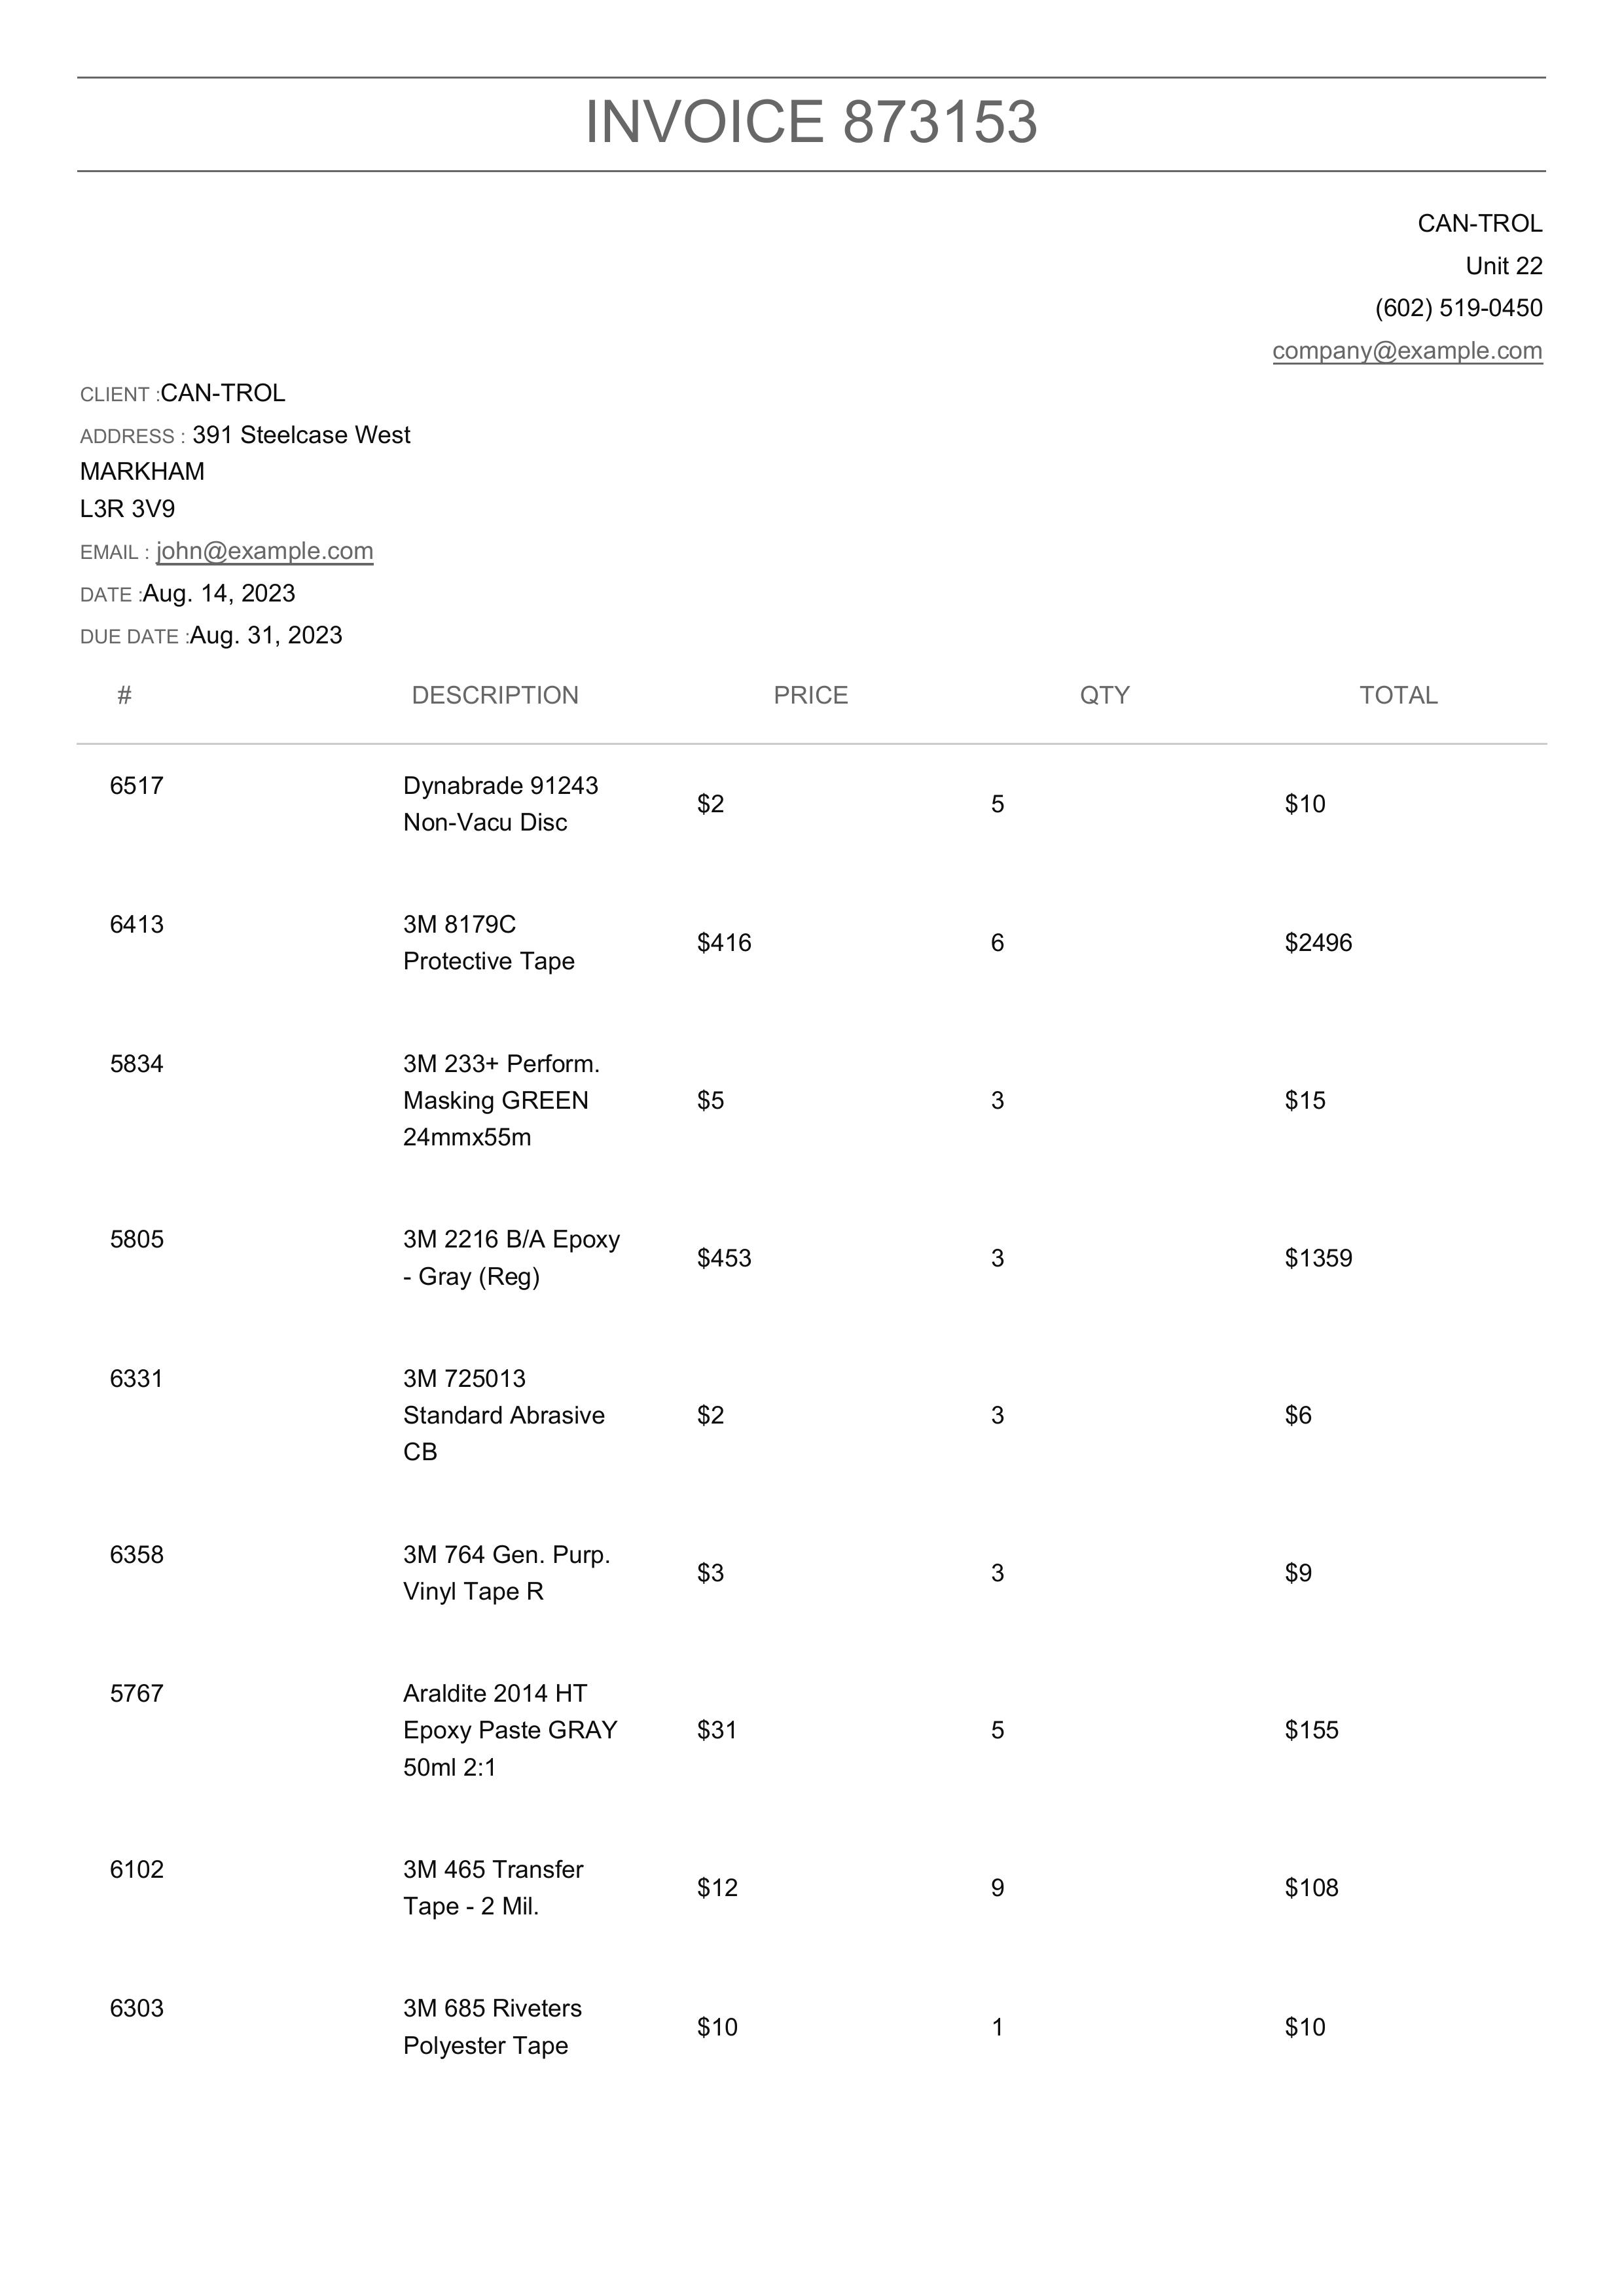 INVOICE 873153
CAN-TROL
Unit 22
(602) 519-0450
company@example.com
CLIENT :CAN-TROL
ADDRESS : 391 Steelcase West
MARKHAM
L3R 3V9
EMAIL : john@example.com
DATE :Aug. 14, 2023
DUE DATE :Aug. 31, 2023
# DESCRIPTION PRICE QTY TOTAL
6517 Dynabrade 91243
Non-Vacu Disc
$2 5 $10
6413 3M 8179C
Protective Tape
$416 6 $2496
5834 3M 233+ Perform.
Masking GREEN $5 3 $15
24mmx55m
5805 3M 2216 B/A Epoxy
- Gray (Reg)
$453 3 $1359
6331 3M 725013
Standard Abrasive $2 3 $6
CB
6358 3M 764 Gen. Purp.
Vinyl Tape R
$3 3 $9
5767 Araldite 2014 HT
Epoxy Paste GRAY $31 5 $155
50ml 2:1
6102 3M 465 Transfer
Tape - 2 Mil.
$12 9 $108
6303 3M 685 Riveters
Polyester Tape
$10 1 $10